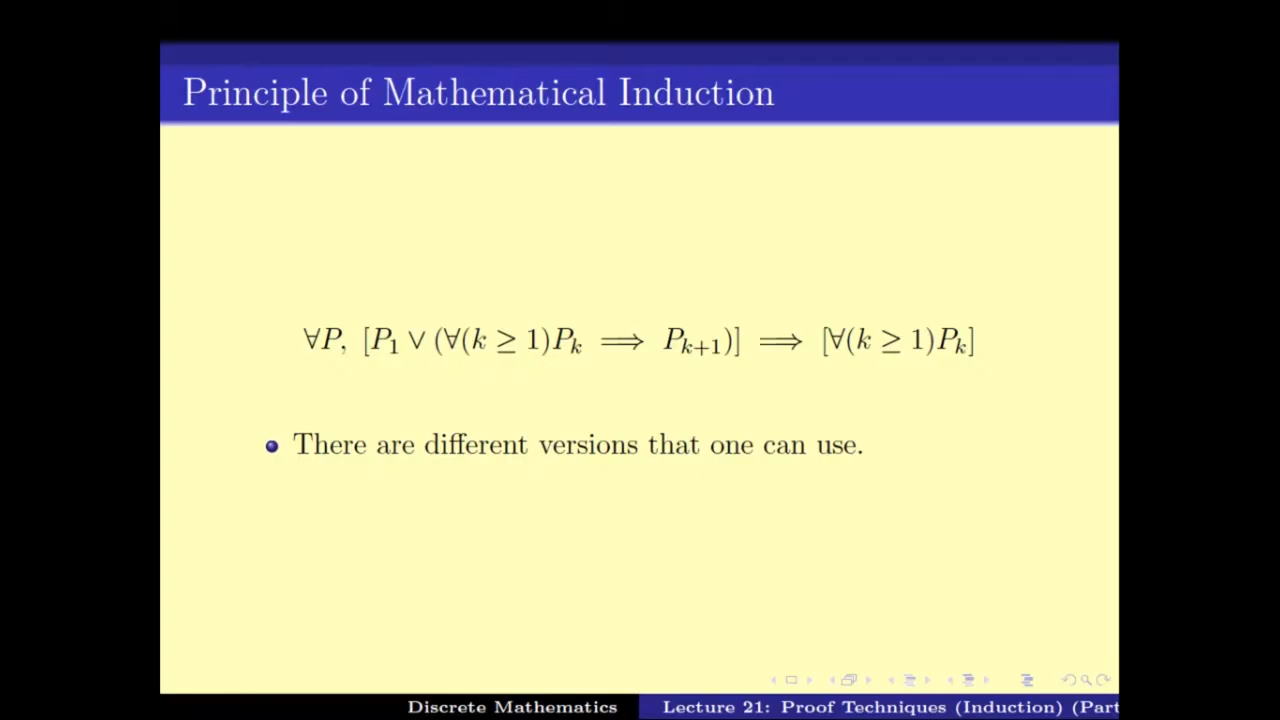 Principle of Mathematical Induction
∀P, [P₁ ∨ (∀(k ≥ 1)Pₖ ⟹ Pₖ₊₁)] ⟹ [∀(k ≥ 1)Pₖ]
There are different versions that one can use.
Discrete Mathematics Lecture 21: Proof Techniques (Induction) (Part